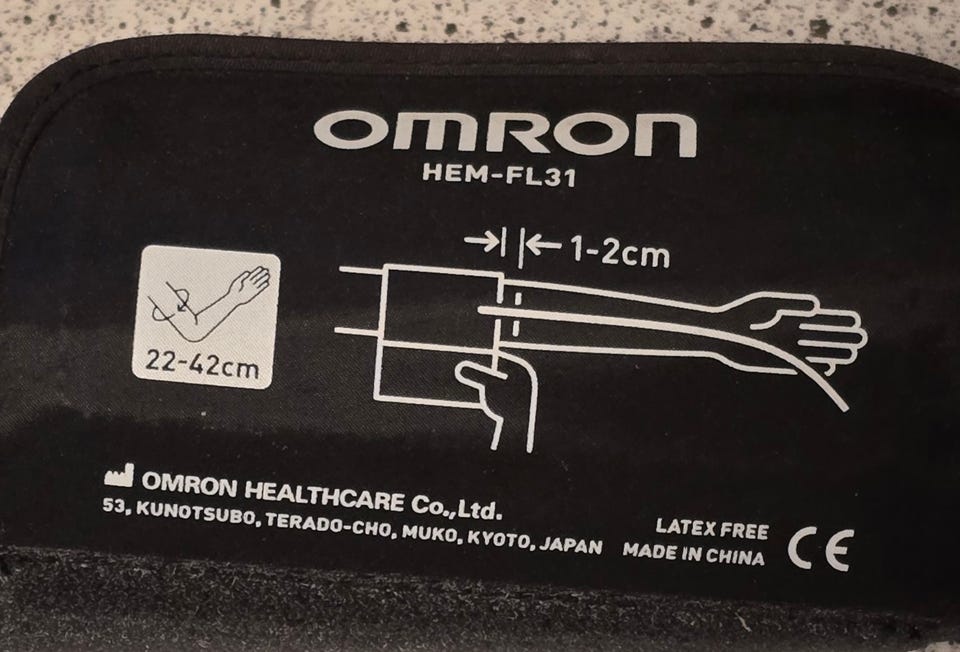 OMRON
HEM-FL31
1-2cm
22-42cm
OMRON HEALTHCARE Co.,Ltd.
53, KUNOTSUBO, TERADO-CHO, MUKO, KYOTO, JAPAN
LATEX FREE
MADE IN CHINA
CE